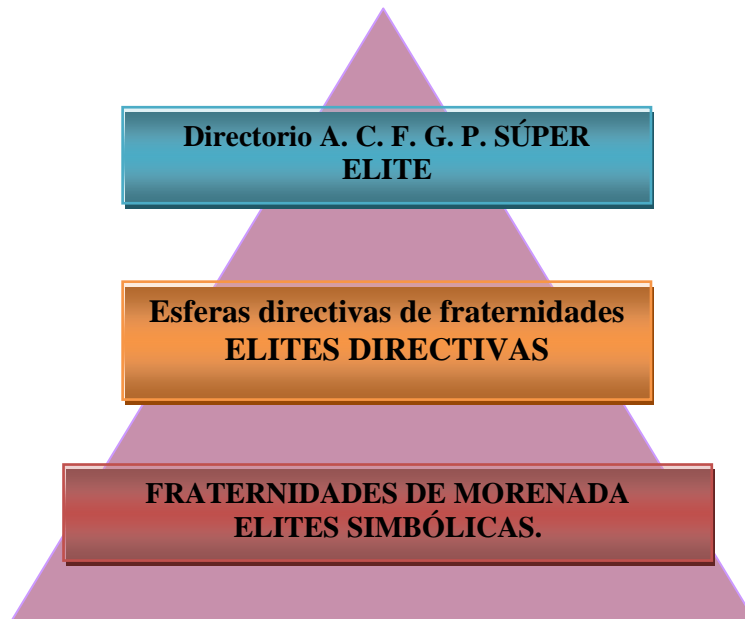 Directorio A. C. F. G. P. SÚPER
ELITE
Esferas directivas de fraternidades
ELITES DIRECTIVAS
FRATERNIDADES DE MORENADA
ELITES SIMBÓLICAS.